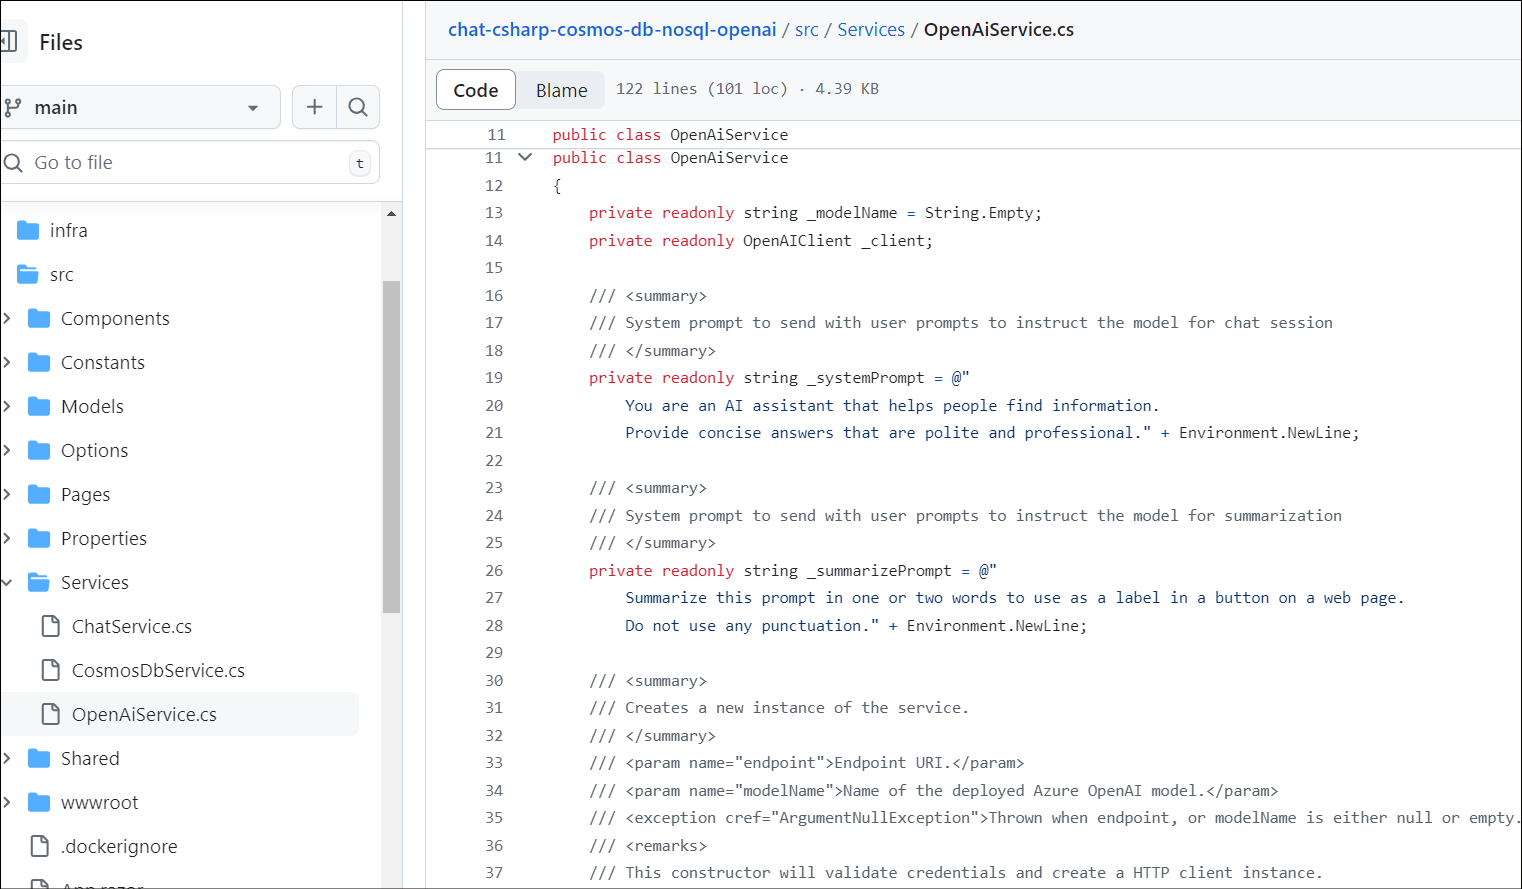 Files
main
Go to file
t
infra
src
Components
Constants
Models
Options
Pages
Properties
Services
ChatService.cs
CosmosDbService.cs
OpenAiService.cs
Shared
wwwroot
.dockerignore
App.razor
chat-csharp-cosmos-db-nosql-openai / src / Services / OpenAiService.cs
Code Blame 122 lines (101 loc) · 4.39 KB
11 public class OpenAiService
11 public class OpenAiService
12 {
13 private readonly string _modelName = String.Empty;
14 private readonly OpenAIClient _client;
15
16 /// <summary>
17 /// System prompt to send with user prompts to instruct the model for chat session
18 /// </summary>
19 private readonly string _systemPrompt = @"
20 You are an AI assistant that helps people find information.
21 Provide concise answers that are polite and professional." + Environment.NewLine;
22
23 /// <summary>
24 /// System prompt to send with user prompts to instruct the model for summarization
25 /// </summary>
26 private readonly string _summarizePrompt = @"
27 Summarize this prompt in one or two words to use as a label in a button on a web page.
28 Do not use any punctuation." + Environment.NewLine;
29
30 /// <summary>
31 /// Creates a new instance of the service.
32 /// </summary>
33 /// <param name="endpoint">Endpoint URI.</param>
34 /// <param name="modelName">Name of the deployed Azure OpenAI model.</param>
35 /// <exception cref="ArgumentNullException">Thrown when endpoint, or modelName is either null or empty.
36 /// <remarks>
37 /// This constructor will validate credentials and create a HTTP client instance.